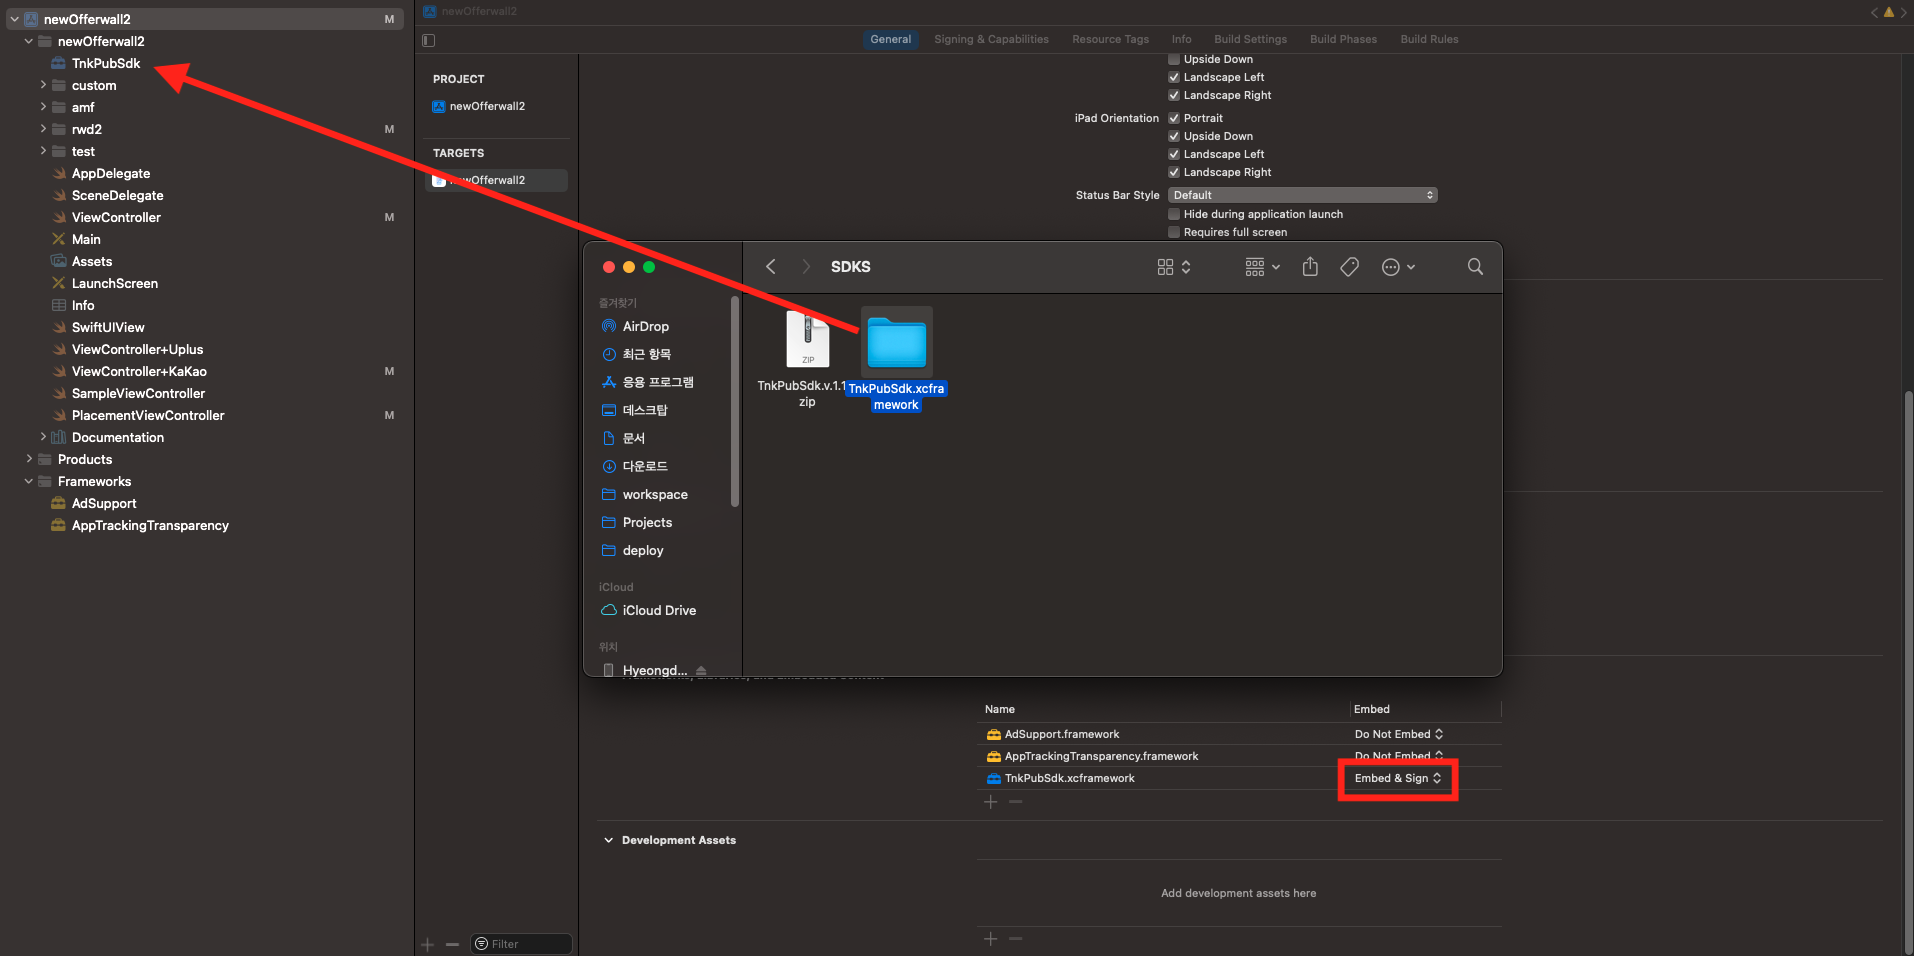 newOfferwall2 M
newOfferwall2
TnkPubSdk
custom
amf
rwd2 M
test
AppDelegate
SceneDelegate
ViewController M
Main
Assets
LaunchScreen
Info
SwiftUIView
ViewController+Uplus
ViewController+KaKao M
SampleViewController
PlacementViewController M
Documentation
Products
Frameworks
AdSupport
AppTrackingTransparency
newOfferwall2
General Signing & Capabilities Resource Tags Info Build Settings Build Phases Build Rules
PROJECT
newOfferwall2
TARGETS
newOfferwall2
Filter
Upside Down
Landscape Left
Landscape Right
iPad Orientation Portrait
Upside Down
Landscape Left
Landscape Right
Status Bar Style Default
Hide during application launch
Requires full screen
SDKS
즐겨찾기
AirDrop
최근 항목
응용 프로그램
데스크탑
문서
다운로드
workspace
Projects
deploy
iCloud
iCloud Drive
위치
Hyeongd...
ZIP
TnkPubSdk.v.1.1
zip
TnkPubSdk.xcfra
mework
Name Embed
AdSupport.framework Do Not Embed
AppTrackingTransparency.framework Do Not Embed
TnkPubSdk.xcframework Embed & Sign
Development Assets
Add development assets here